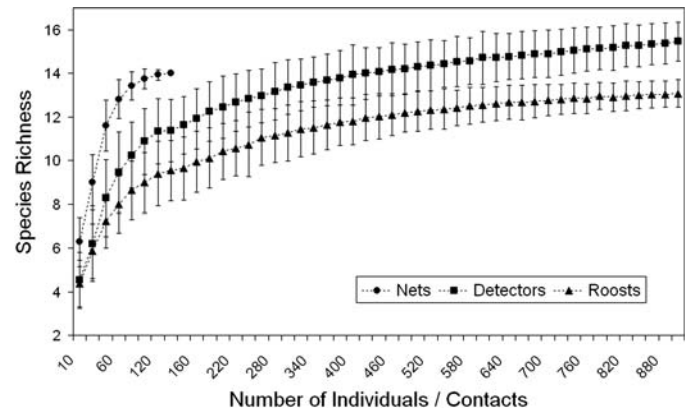 16
14
12
10
8
6
4
2
Species Richness
Nets Detectors Roosts
10 60 120 160 220 280 340 400 460 520 580 640 700 760 820 880
Number of Individuals / Contacts